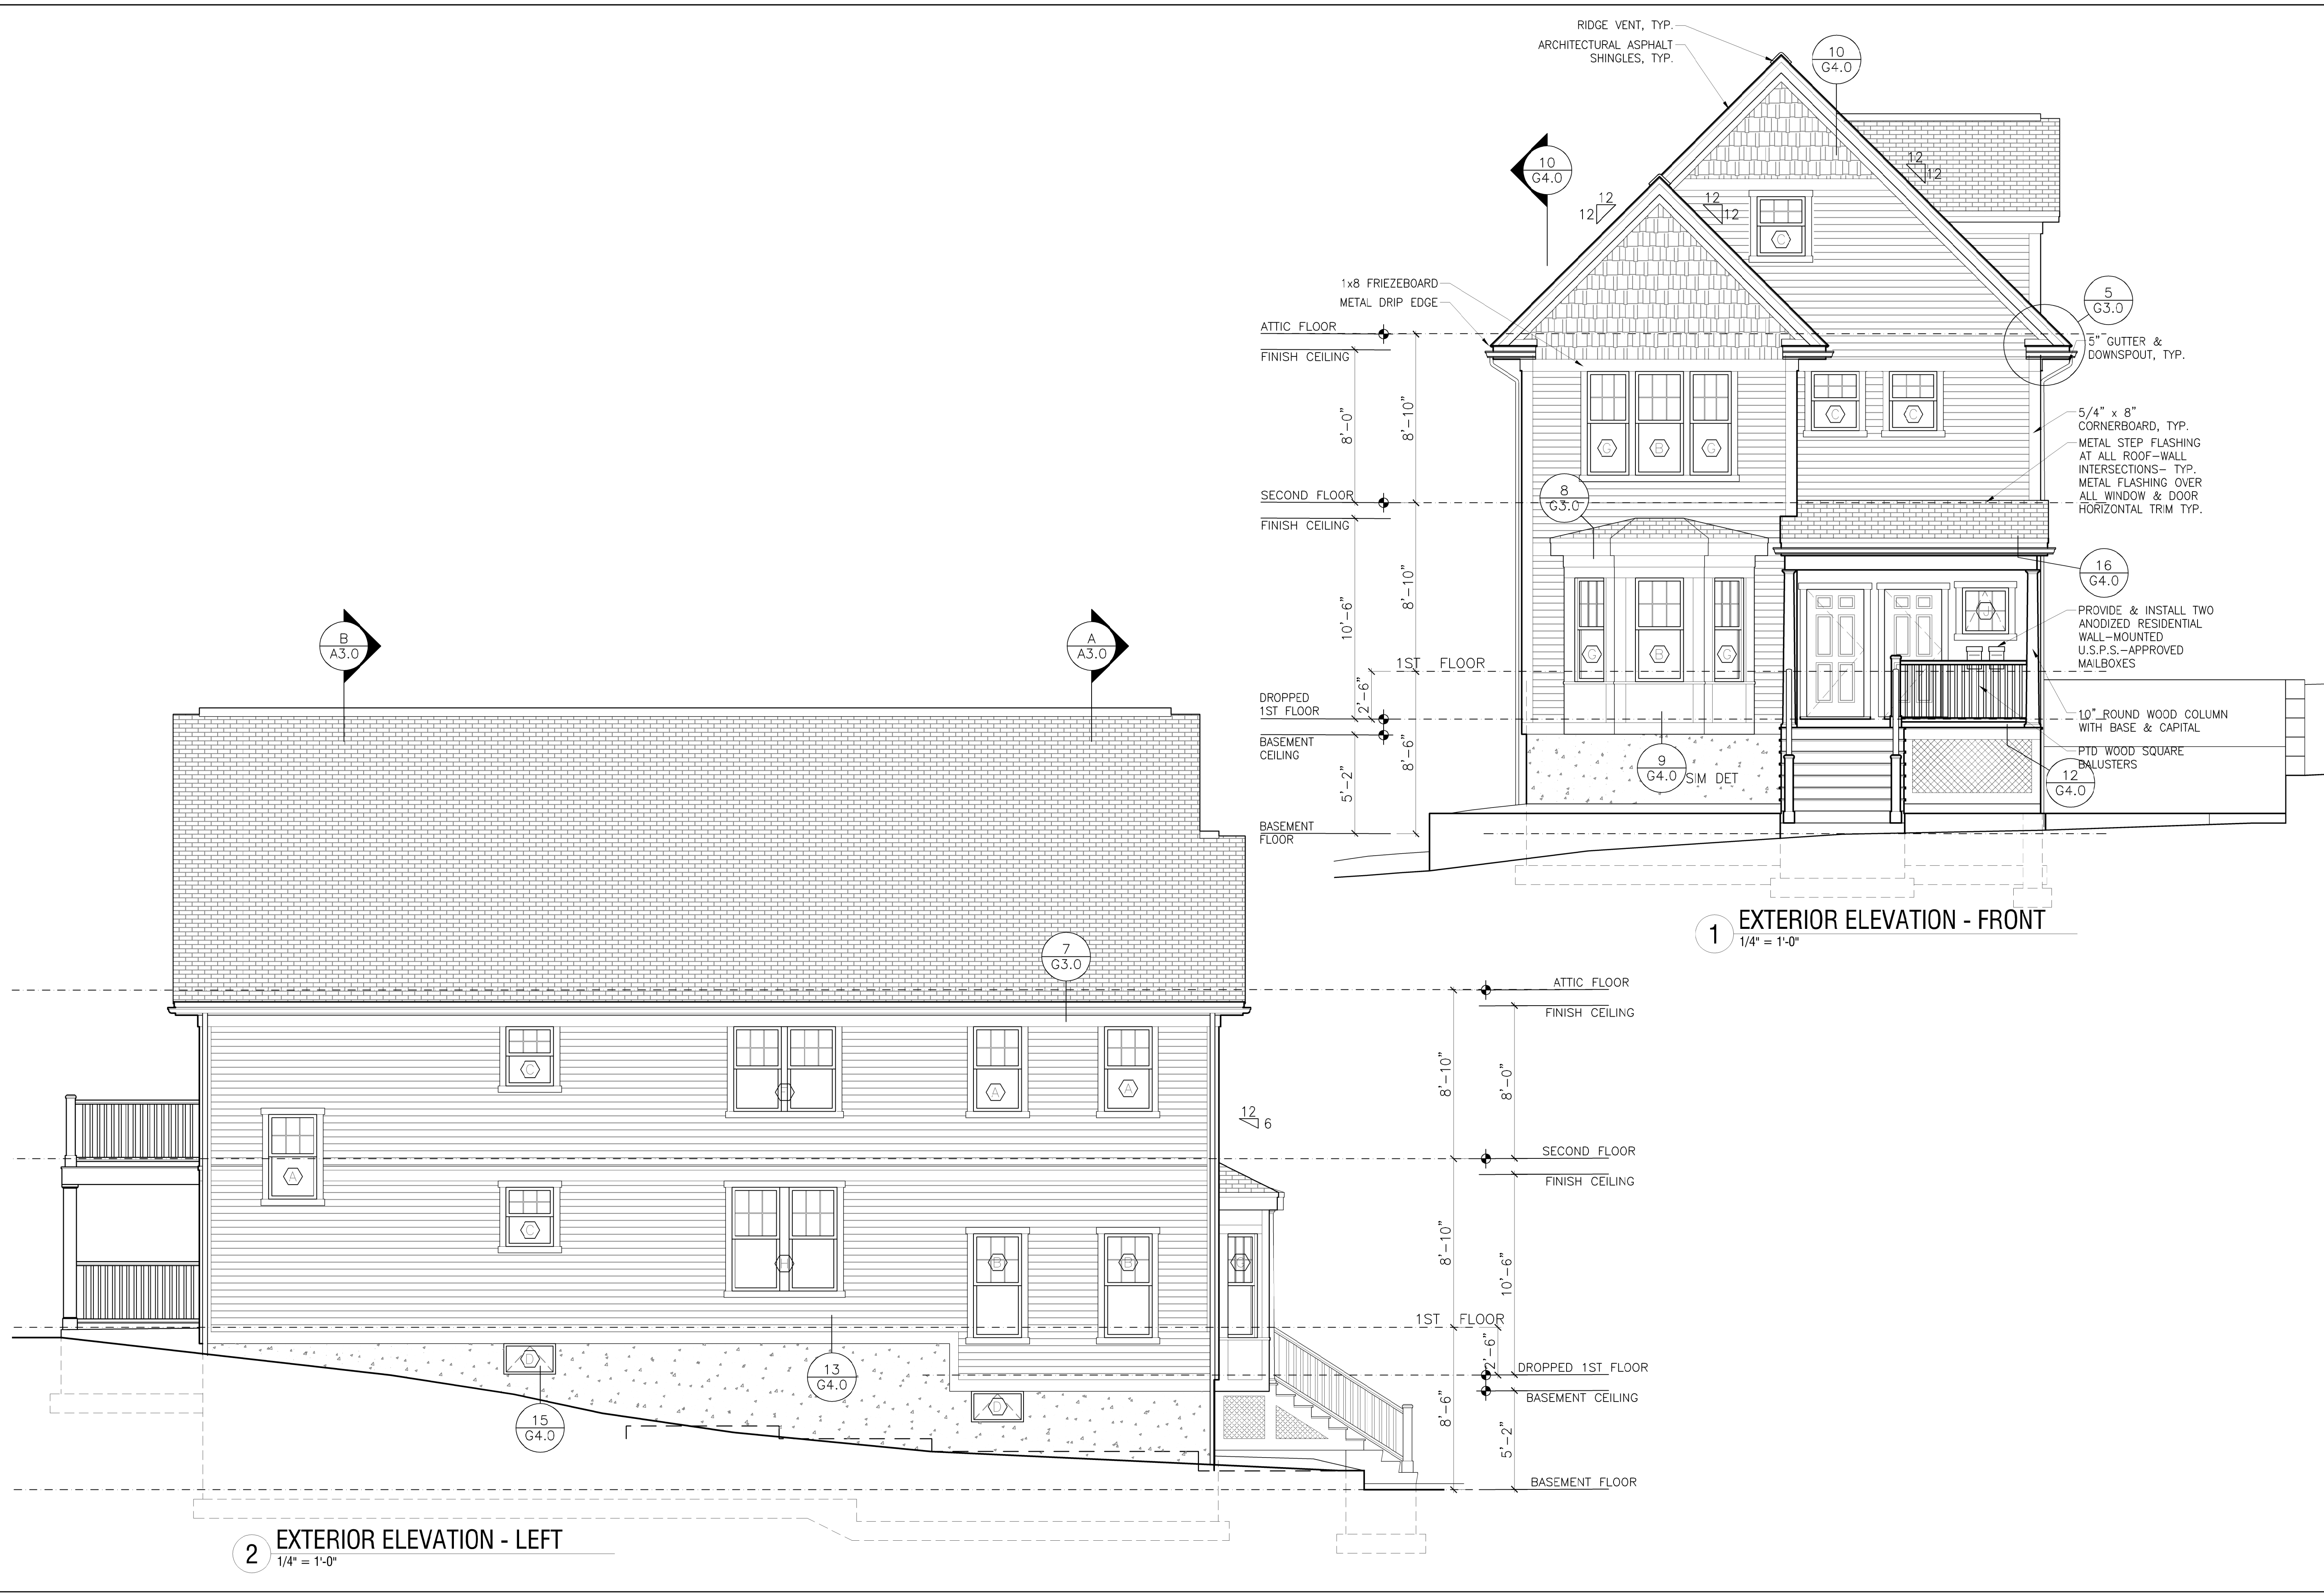 RIDGE VENT, TYP.
ARCHITECTURAL ASPHALT
SHINGLES, TYP.
10
G4.0
10
G4.0
12
12
12
12
12
12
C
1x8 FRIEZEBOARD
METAL DRIP EDGE
5
G3.0
ATTIC FLOOR
FINISH CEILING
5" GUTTER &
DOWNSPOUT, TYP.
8'-0"
8'-10"
G
B
G
C
C
5/4" x 8"
CORNERBOARD, TYP.
METAL STEP FLASHING
AT ALL ROOF-WALL
INTERSECTIONS- TYP.
METAL FLASHING OVER
ALL WINDOW & DOOR
HORIZONTAL TRIM TYP.
SECOND FLOOR
FINISH CEILING
8
G3.0
16
G4.0
10'-6"
8'-10"
G
B
G
J
PROVIDE & INSTALL TWO
ANODIZED RESIDENTIAL
WALL-MOUNTED
U.S.P.S.-APPROVED
MAILBOXES
1ST FLOOR
2'-6"
DROPPED
1ST FLOOR
BASEMENT
CEILING
8'-6"
5'-2"
10" ROUND WOOD COLUMN
WITH BASE & CAPITAL
PTD WOOD SQUARE
BALUSTERS
9
G4.0
SIM DET
12
G4.0
BASEMENT
FLOOR
1
EXTERIOR ELEVATION - FRONT
1/4" = 1'-0"
B
A3.0
A
A3.0
7
G3.0
ATTIC FLOOR
FINISH CEILING
C
F
A
A
8'-10"
8'-0"
12
6
A
SECOND FLOOR
FINISH CEILING
C
H
B
B
G
8'-10"
10'-6"
1ST FLOOR
2'-6"
D
13
G4.0
DROPPED 1ST FLOOR
BASEMENT CEILING
D
15
G4.0
8'-6"
5'-2"
BASEMENT FLOOR
2
EXTERIOR ELEVATION - LEFT
1/4" = 1'-0"